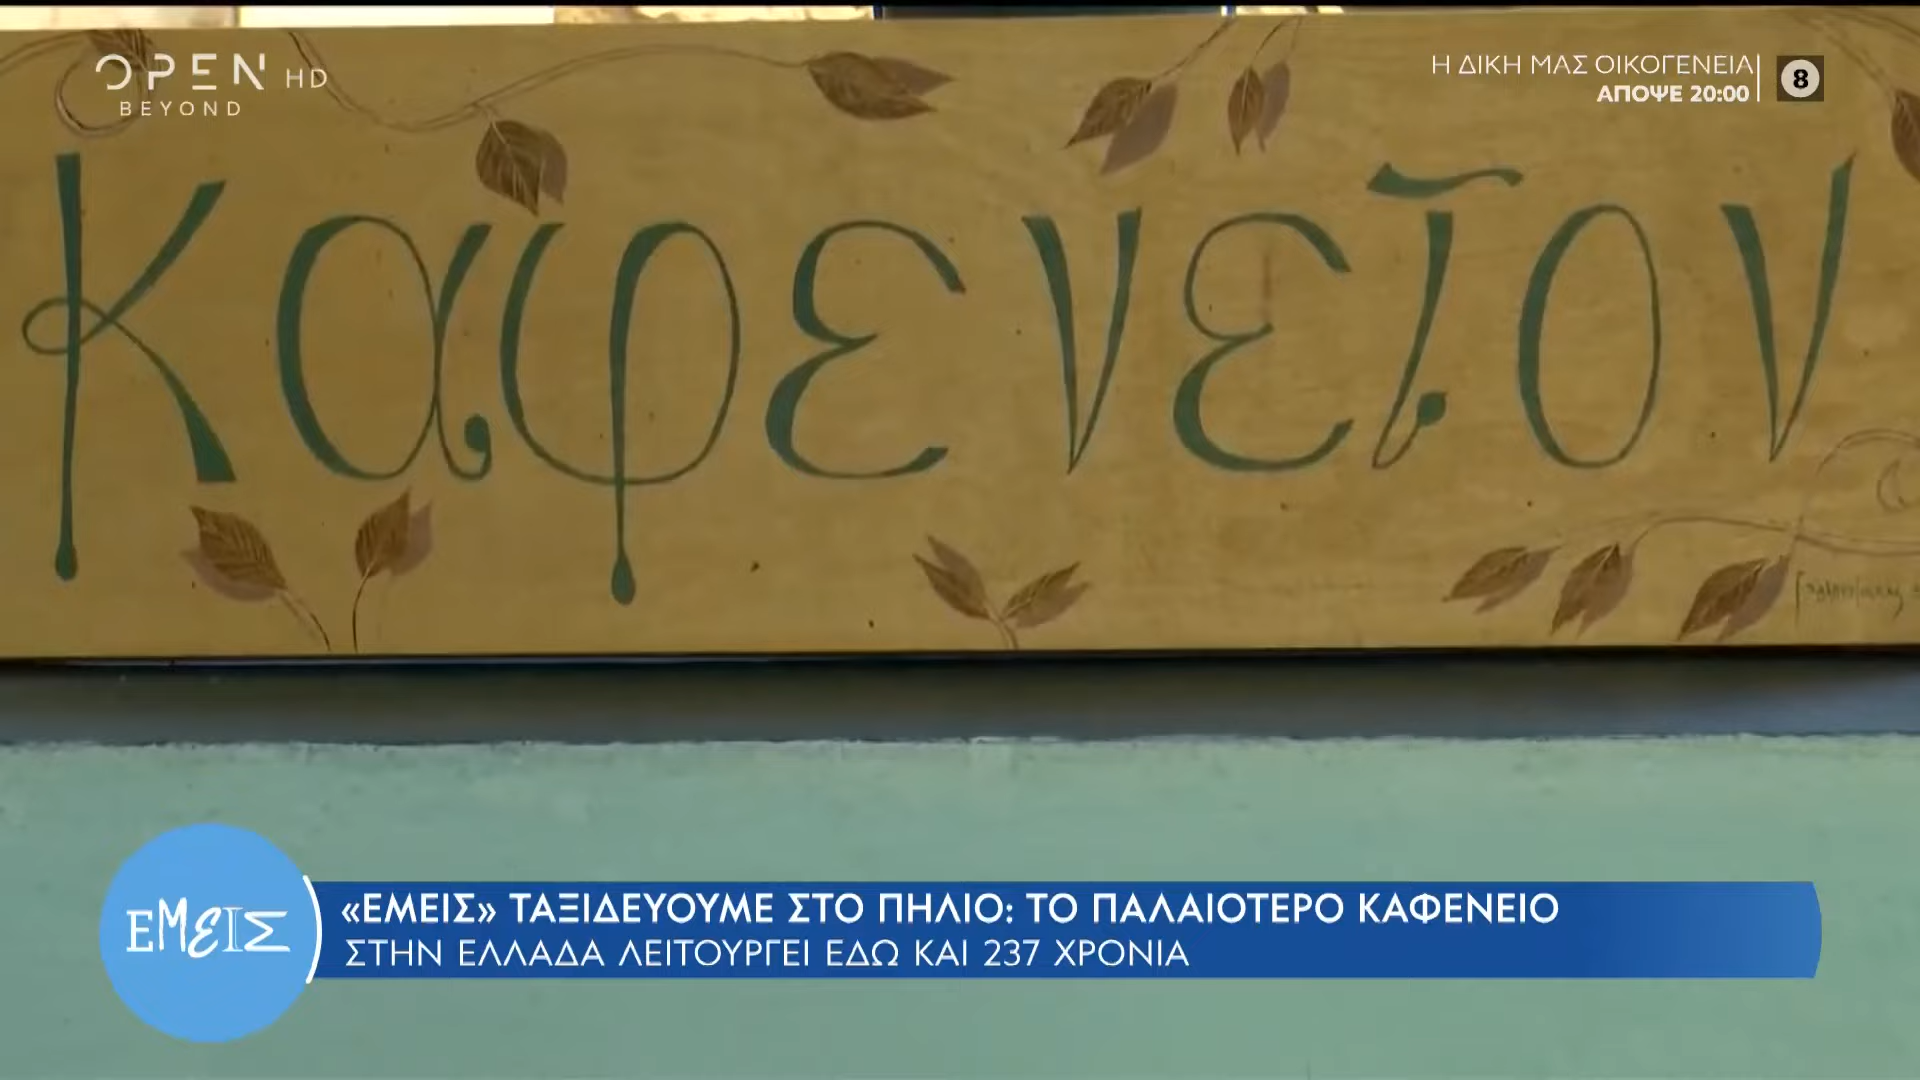 OPEN HD
BEYOND
Η ΔΙΚΗ ΜΑΣ ΟΙΚΟΓΕΝΕΙΑ
ΑΠΟΨΕ 20:00
8
Καφενεῖον
ΕΜΕΙΣ
«ΕΜΕΙΣ» ΤΑΞΙΔΕΥΟΥΜΕ ΣΤΟ ΠΗΛΙΟ: ΤΟ ΠΑΛΑΙΟΤΕΡΟ ΚΑΦΕΝΕΙΟ
ΣΤΗΝ ΕΛΛΑΔΑ ΛΕΙΤΟΥΡΓΕΙ ΕΔΩ ΚΑΙ 237 ΧΡΟΝΙΑ